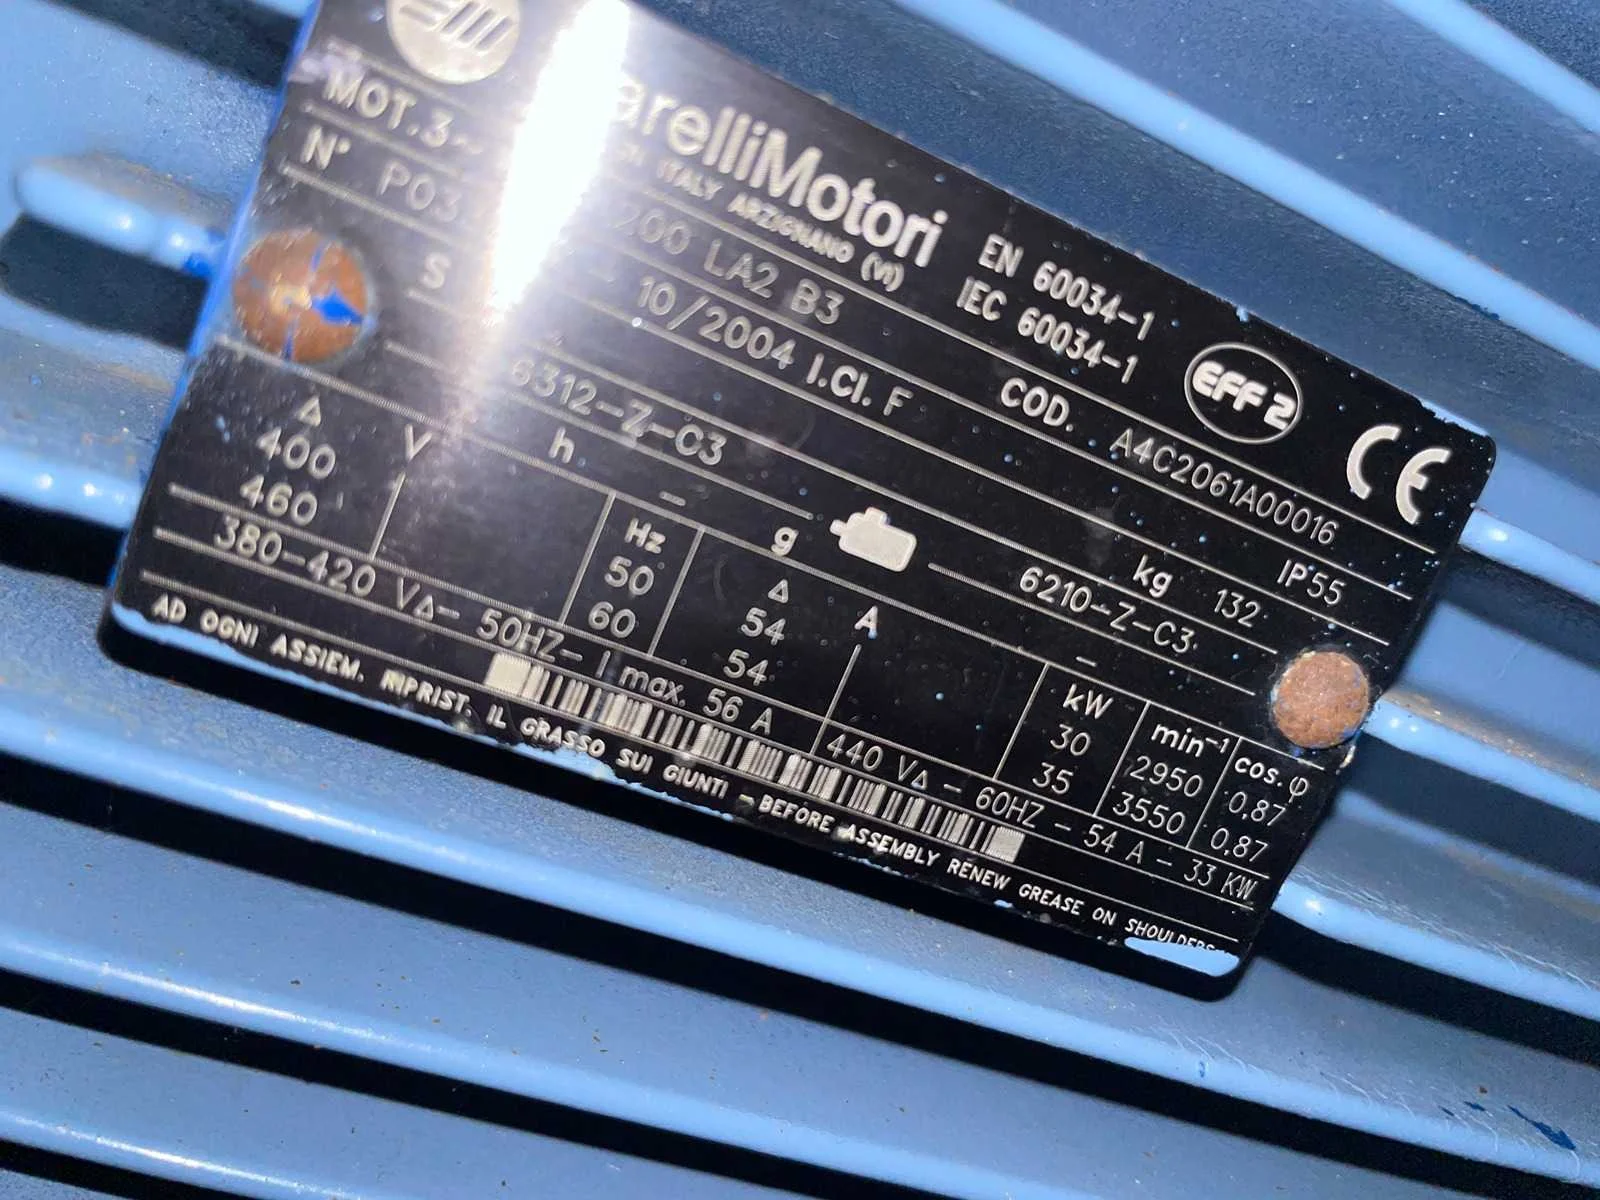 MarelliMotori
ITALY ARZIGNANO (VI)
EN 60034-1
IEC 60034-1
EFF 2
CE
MOT. 3~
200 LA2 B3
COD. A4C2061A00016
N°
10/2004 I.Cl. F
IP 55
S
kg 132
6312-Z-C3
6210-Z-C3
h - g -
V Hz A kW min⁻¹ cos.φ
Δ Δ
400 50 54 30 2950 0,87
460 60 54 35 3550 0,87
380-420 VΔ- 50HZ- I max. 56 A
440 VΔ - 60HZ - 54 A - 33 KW
AD OGNI ASSIEM. RIPRIST. IL GRASSO SUI GIUNTI - BEFORE ASSEMBLY RENEW GREASE ON SHOULDERS